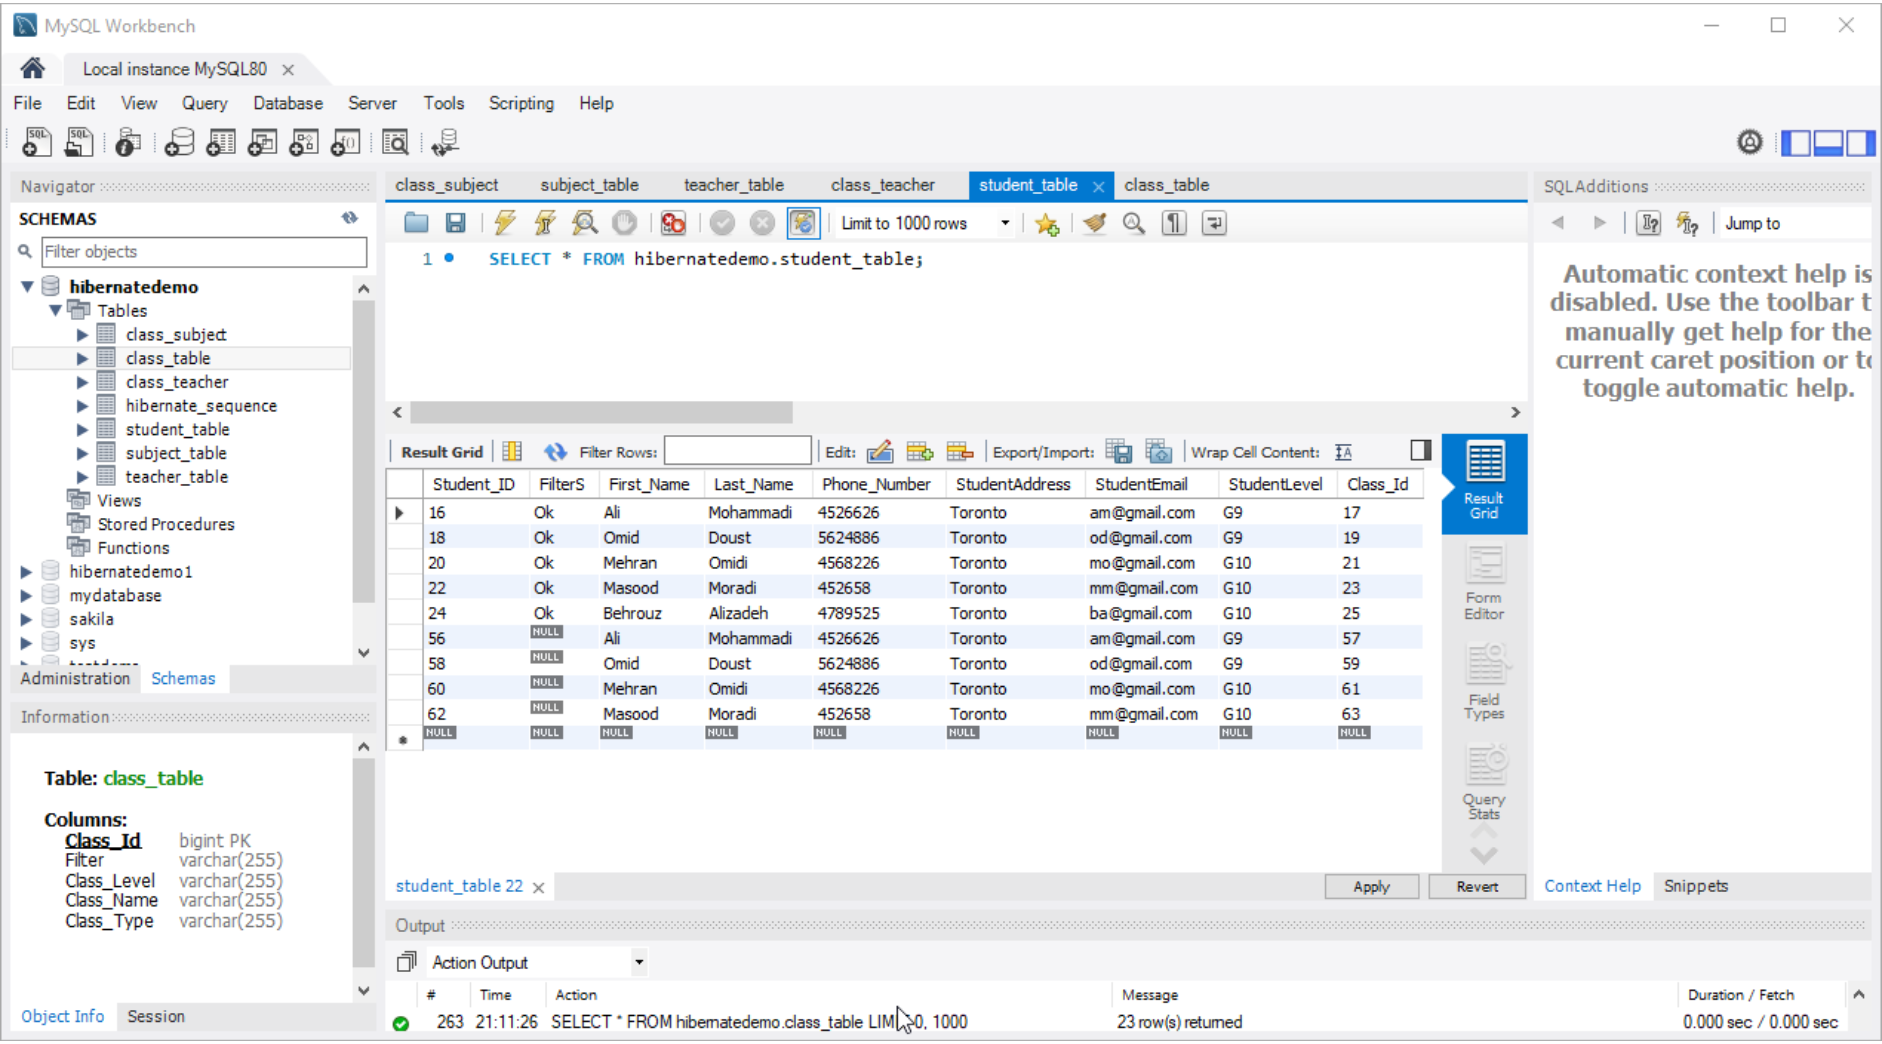 MySQL Workbench
Local instance MySQL80
File Edit View Query Database Server Tools Scripting Help
Navigator
SCHEMAS
Filter objects
hibernatedemo
Tables
class_subject
class_table
class_teacher
hibernate_sequence
student_table
subject_table
teacher_table
Views
Stored Procedures
Functions
hibernatedemo1
mydatabase
sakila
sys
Administration Schemas
Information
Table: class_table
Columns:
Class_Id bigint PK
Filter varchar(255)
Class_Level varchar(255)
Class_Name varchar(255)
Class_Type varchar(255)
Object Info Session
class_subject subject_table teacher_table class_teacher student_table class_table
Limit to 1000 rows
1 SELECT * FROM hibernatedemo.student_table;
Result Grid Filter Rows: Edit: Export/Import: Wrap Cell Content:
Student_ID FilterS First_Name Last_Name Phone_Number StudentAddress StudentEmail StudentLevel Class_Id
16 Ok Ali Mohammadi 4526626 Toronto am@gmail.com G9 17
18 Ok Omid Doust 5624886 Toronto od@gmail.com G9 19
20 Ok Mehran Omidi 4568226 Toronto mo@gmail.com G10 21
22 Ok Masood Moradi 452658 Toronto mm@gmail.com G10 23
24 Ok Behrouz Alizadeh 4789525 Toronto ba@gmail.com G10 25
56 NULL Ali Mohammadi 4526626 Toronto am@gmail.com G9 57
58 NULL Omid Doust 5624886 Toronto od@gmail.com G9 59
60 NULL Mehran Omidi 4568226 Toronto mo@gmail.com G10 61
62 NULL Masood Moradi 452658 Toronto mm@gmail.com G10 63
NULL NULL NULL NULL NULL NULL NULL NULL NULL
Result
Grid
Form
Editor
Field
Types
Query
Stats
student_table 22 Apply Revert
SQLAdditions
Jump to
Automatic context help is
disabled. Use the toolbar t
manually get help for the
current caret position or to
toggle automatic help.
Context Help Snippets
Output
Action Output
# Time Action Message Duration / Fetch
263 21:11:26 SELECT * FROM hibernatedemo.class_table LIM 0, 1000 23 row(s) returned 0.000 sec / 0.000 sec